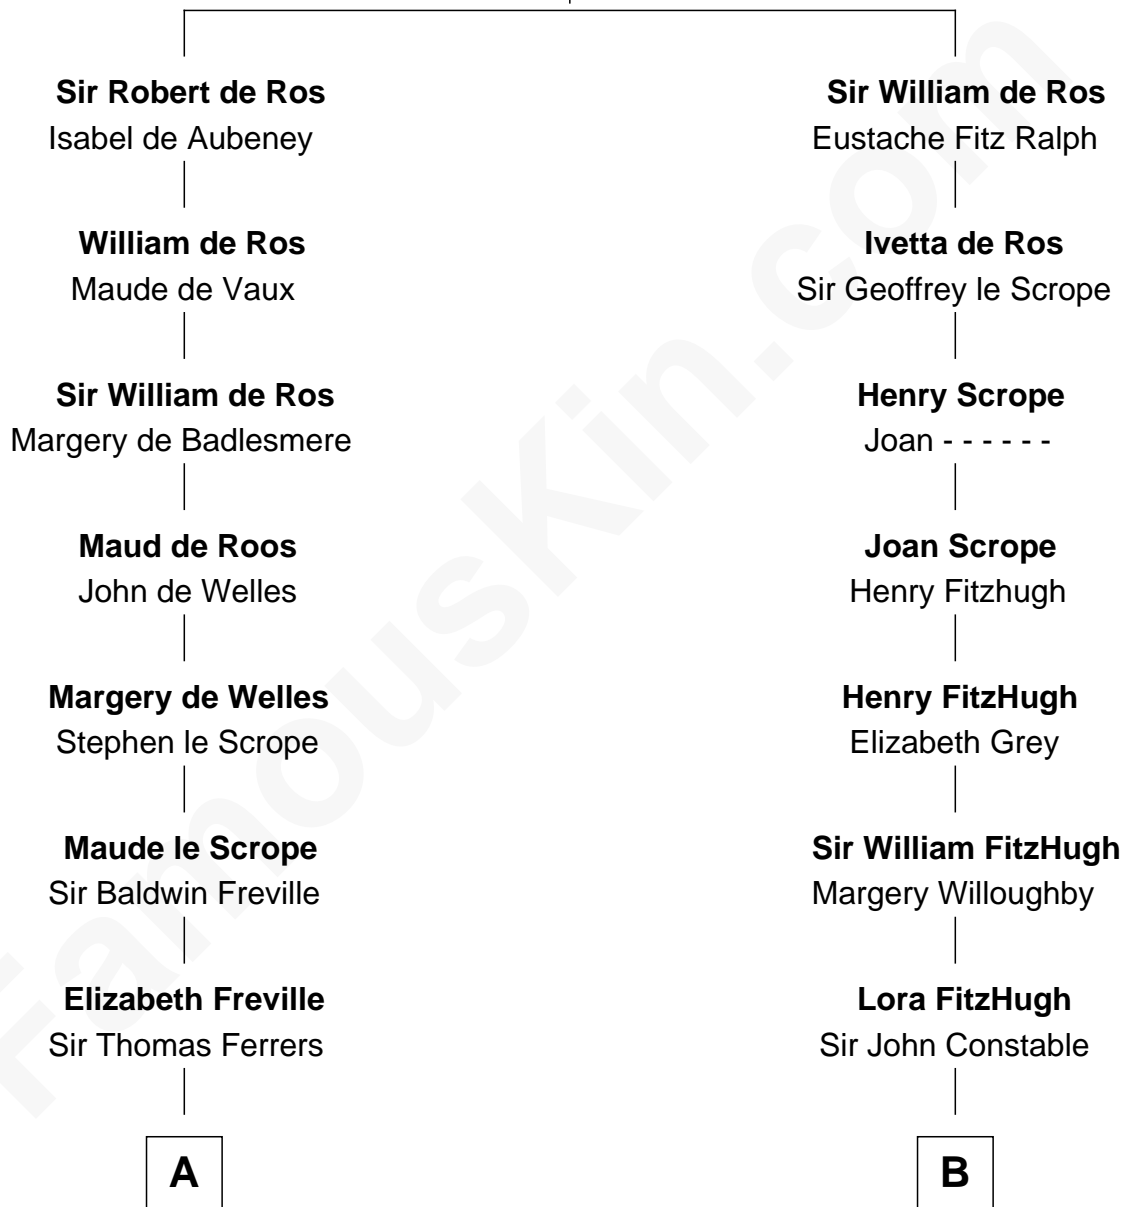 Sir Robert de Ros
Isabel de Aubeney
William de Ros
Maude de Vaux
Sir William de Ros
Margery de Badlesmere
Maud de Roos
John de Welles
Margery de Welles
Stephen le Scrope
Maude le Scrope
Sir Baldwin Freville
Elizabeth Freville
Sir Thomas Ferrers
A
Sir William de Ros
Eustache Fitz Ralph
Ivetta de Ros
Sir Geoffrey le Scrope
Henry Scrope
Joan - - - - - -
Joan Scrope
Henry Fitzhugh
Henry FitzHugh
Elizabeth Grey
Sir William FitzHugh
Margery Willoughby
Lora FitzHugh
Sir John Constable
B
FamousKin.com